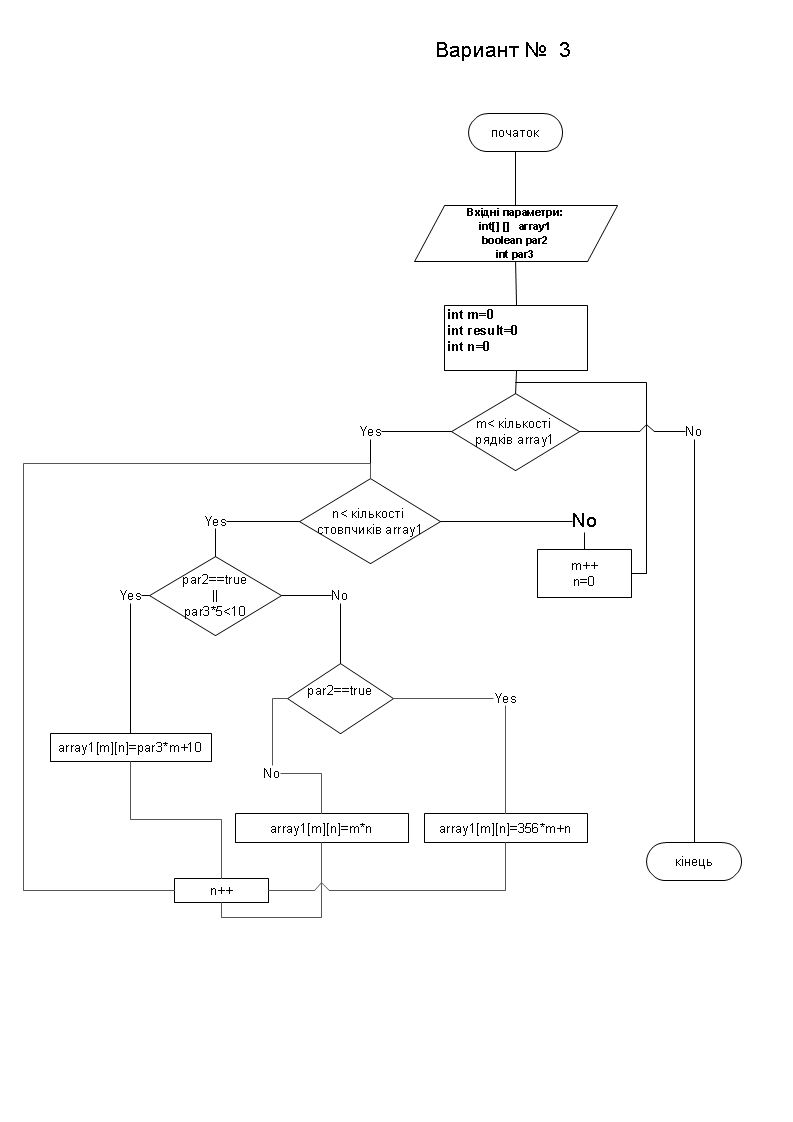 Вариант № 3
початок
Вхідні параметри:
int[] [] array1
boolean par2
int par3
int m=0
int result=0
int n=0
m< кількості
рядків array1
Yes
No
n< кількості
стовпчиків array1
Yes
No
m++
n=0
par2==true
||
par3*5<10
Yes
No
par2==true
Yes
No
array1[m][n]=par3*m+10
array1[m][n]=m*n
array1[m][n]=356*m+n
n++
кінець